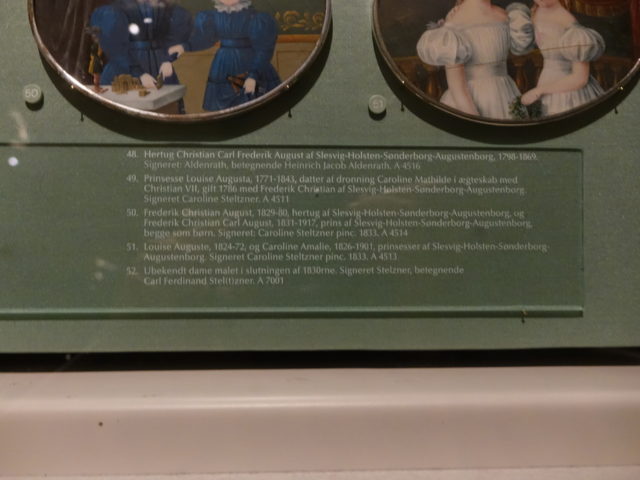 50
51
48. Hertug Christian Carl Frederik August af Slesvig-Holsten-Sønderborg-Augustenborg, 1798-1869.
Signeret: Aldenrath, betegnende Heinrich Jacob Aldenrath. A 4516
49. Prinsesse Louise Augusta, 1771-1843, datter af dronning Caroline Mathilde i ægteskab med
Christian VII, gift 1786 med Frederik Christian af Slesvig-Holsten-Sønderborg-Augustenborg.
Signeret Caroline Steltzner. A 4511
50. Frederik Christian August, 1829-80, hertug af Slesvig-Holsten-Sønderborg-Augustenborg, og
Frederik Christian Carl August, 1831-1917, prins af Slesvig-Holsten-Sønderborg-Augustenborg,
begge som børn. Signeret: Caroline Steltzner pinc. 1833. A 4514
51. Louise Auguste, 1824-72, og Caroline Amalie, 1826-1901, prinsesser af Slesvig-Holsten-Sønderborg-
Augustenborg. Signeret Caroline Steltzner pinc. 1833. A 4513
52. Ubekendt dame malet i slutningen af 1830rne. Signeret Stelzner, betegnende
Carl Ferdinand Stel(t)zner. A 7001